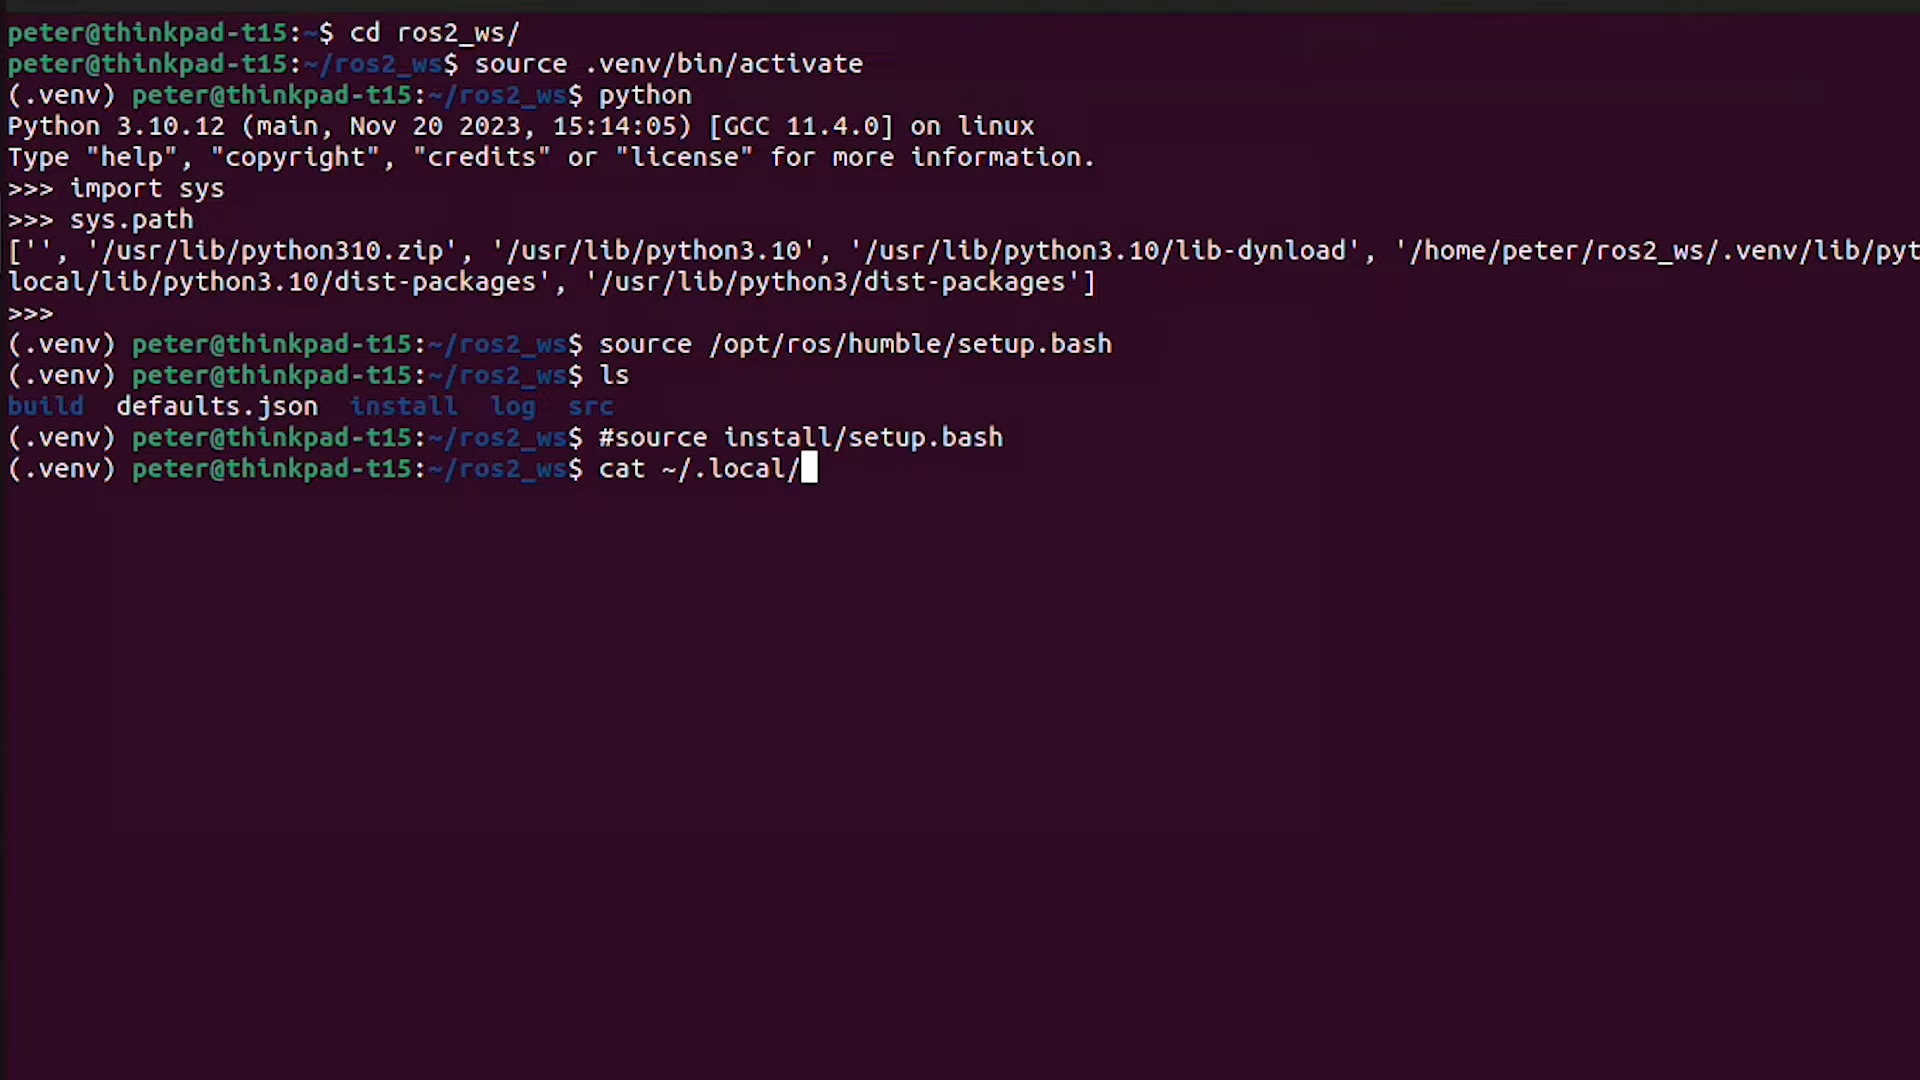 peter@thinkpad-t15:~$ cd ros2_ws/
peter@thinkpad-t15:~/ros2_ws$ source .venv/bin/activate
(.venv) peter@thinkpad-t15:~/ros2_ws$ python
Python 3.10.12 (main, Nov 20 2023, 15:14:05) [GCC 11.4.0] on linux
Type "help", "copyright", "credits" or "license" for more information.
>>> import sys
>>> sys.path
['', '/usr/lib/python310.zip', '/usr/lib/python3.10', '/usr/lib/python3.10/lib-dynload', '/home/peter/ros2_ws/.venv/lib/pyt
local/lib/python3.10/dist-packages', '/usr/lib/python3/dist-packages']
>>>
(.venv) peter@thinkpad-t15:~/ros2_ws$ source /opt/ros/humble/setup.bash
(.venv) peter@thinkpad-t15:~/ros2_ws$ ls
build  defaults.json  install  log  src
(.venv) peter@thinkpad-t15:~/ros2_ws$ #source install/setup.bash
(.venv) peter@thinkpad-t15:~/ros2_ws$ cat ~/.local/